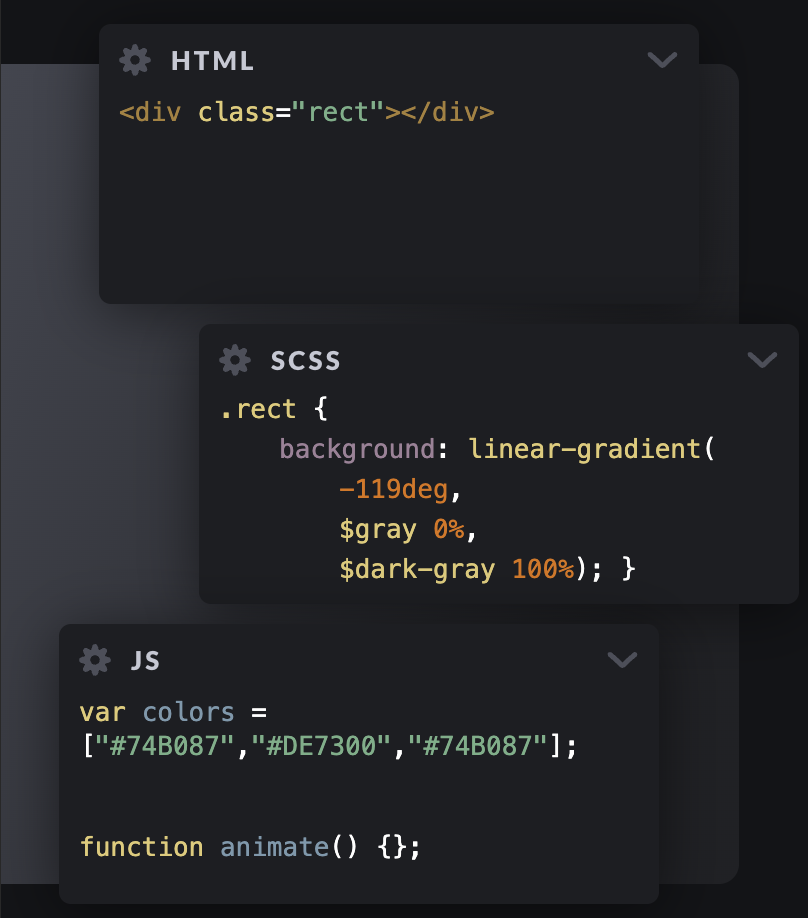 HTML
<div class="rect"></div>
SCSS
.rect {
background: linear-gradient(
-119deg,
$gray 0%,
$dark-gray 100%); }
JS
var colors =
["#74B087","#DE7300","#74B087"];
function animate() {};